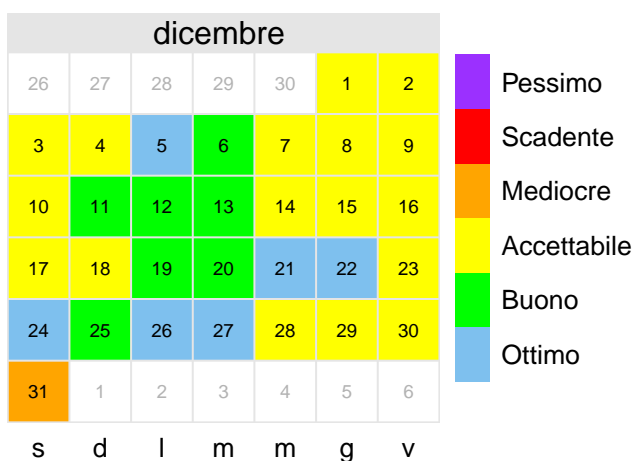 dicembre
26 27 28 29 30 1 2
3 4 5 6 7 8 9
10 11 12 13 14 15 16
17 18 19 20 21 22 23
24 25 26 27 28 29 30
31 1 2 3 4 5 6
s d l m m g v
Pessimo
Scadente
Mediocre
Accettabile
Buono
Ottimo